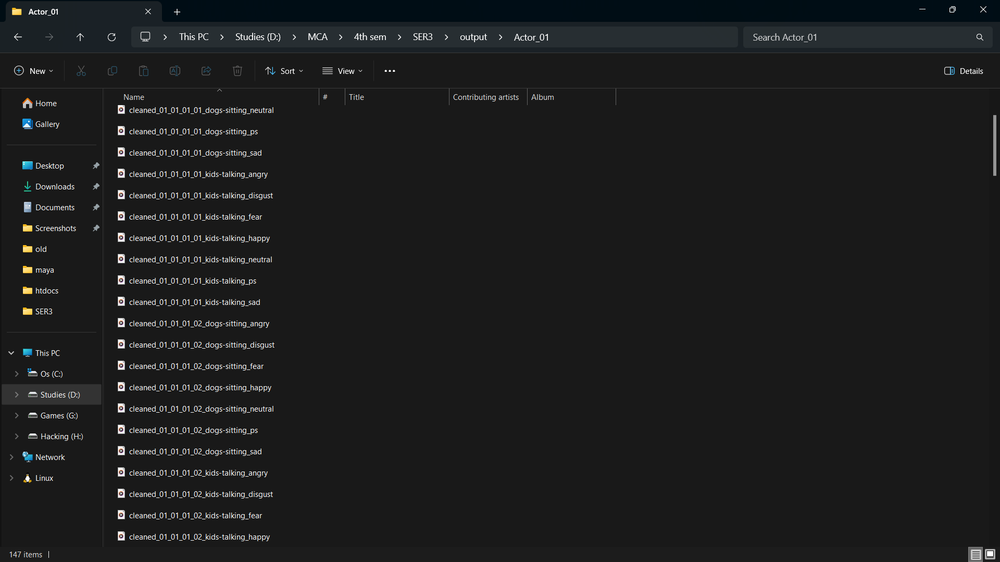 Actor_01
This PC > Studies (D:) > MCA > 4th sem > SER3 > output > Actor_01
Search Actor_01
New
Sort
View
Details
Home
Gallery
Desktop
Downloads
Documents
Screenshots
old
maya
htdocs
SER3
This PC
Os (C:)
Studies (D:)
Games (G:)
Hacking (H:)
Network
Linux
Name # Title Contributing artists Album
cleaned_01_01_01_01_dogs-sitting_neutral
cleaned_01_01_01_01_dogs-sitting_ps
cleaned_01_01_01_01_dogs-sitting_sad
cleaned_01_01_01_01_kids-talking_angry
cleaned_01_01_01_01_kids-talking_disgust
cleaned_01_01_01_01_kids-talking_fear
cleaned_01_01_01_01_kids-talking_happy
cleaned_01_01_01_01_kids-talking_neutral
cleaned_01_01_01_01_kids-talking_ps
cleaned_01_01_01_01_kids-talking_sad
cleaned_01_01_01_02_dogs-sitting_angry
cleaned_01_01_01_02_dogs-sitting_disgust
cleaned_01_01_01_02_dogs-sitting_fear
cleaned_01_01_01_02_dogs-sitting_happy
cleaned_01_01_01_02_dogs-sitting_neutral
cleaned_01_01_01_02_dogs-sitting_ps
cleaned_01_01_01_02_dogs-sitting_sad
cleaned_01_01_01_02_kids-talking_angry
cleaned_01_01_01_02_kids-talking_disgust
cleaned_01_01_01_02_kids-talking_fear
cleaned_01_01_01_02_kids-talking_happy
147 items